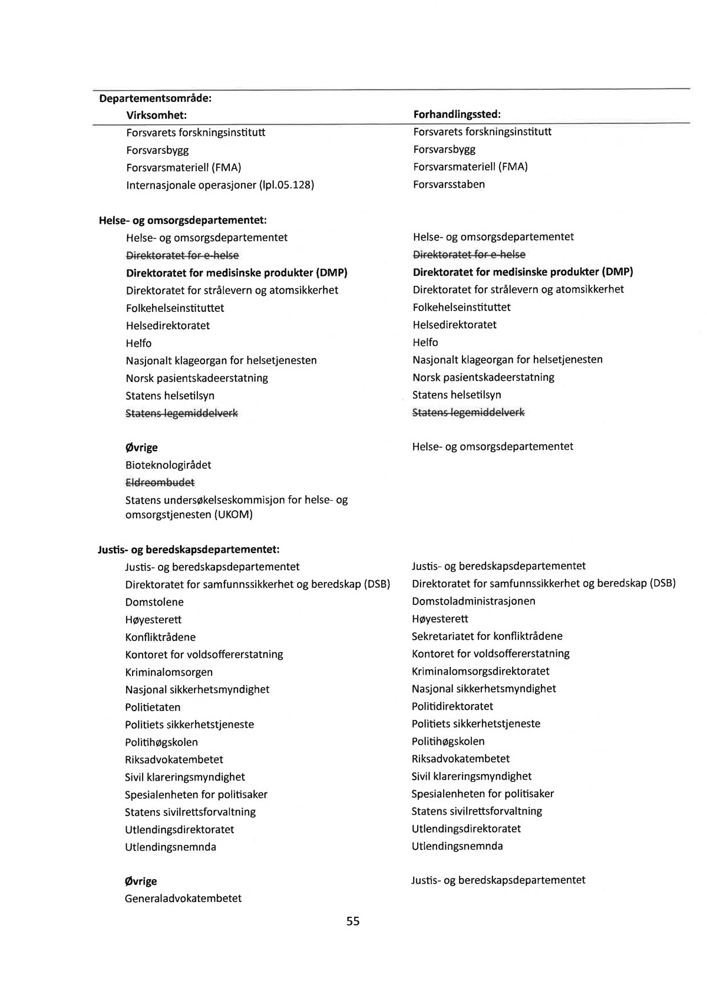 Departementsområde:
Virksomhet: Forhandlingssted:
Forsvarets forskningsinstitutt Forsvarets forskningsinstitutt
Forsvarsbygg Forsvarsbygg
Forsvarsmateriell (FMA) Forsvarsmateriell (FMA)
Internasjonale operasjoner (lpl.05.128) Forsvarsstaben
Helse- og omsorgsdepartementet:
Helse- og omsorgsdepartementet Helse- og omsorgsdepartementet
Direktoratet for e-helse Direktoratet for e-helse
Direktoratet for medisinske produkter (DMP) Direktoratet for medisinske produkter (DMP)
Direktoratet for strålevern og atomsikkerhet Direktoratet for strålevern og atomsikkerhet
Folkehelseinstituttet Folkehelseinstituttet
Helsedirektoratet Helsedirektoratet
Helfo Helfo
Nasjonalt klageorgan for helsetjenesten Nasjonalt klageorgan for helsetjenesten
Norsk pasientskadeerstatning Norsk pasientskadeerstatning
Statens helsetilsyn Statens helsetilsyn
Statens legemiddelverk Statens legemiddelverk
Øvrige Helse- og omsorgsdepartementet
Bioteknologirådet
Eldreombudet
Statens undersøkelseskommisjon for helse- og
omsorgstjenesten (UKOM)
Justis- og beredskapsdepartementet:
Justis- og beredskapsdepartementet Justis- og beredskapsdepartementet
Direktoratet for samfunnssikkerhet og beredskap (DSB) Direktoratet for samfunnssikkerhet og beredskap (DSB)
Domstolene Domstoladministrasjonen
Høyesterett Høyesterett
Konfliktrådene Sekretariatet for konfliktrådene
Kontoret for voldsoffererstatning Kontoret for voldsoffererstatning
Kriminalomsorgen Kriminalomsorgsdirektoratet
Nasjonal sikkerhetsmyndighet Nasjonal sikkerhetsmyndighet
Politietaten Politidirektoratet
Politiets sikkerhetstjeneste Politiets sikkerhetstjeneste
Politihøgskolen Politihøgskolen
Riksadvokatembetet Riksadvokatembetet
Sivil klareringsmyndighet Sivil klareringsmyndighet
Spesialenheten for politisaker Spesialenheten for politisaker
Statens sivilrettsforvaltning Statens sivilrettsforvaltning
Utlendingsdirektoratet Utlendingsdirektoratet
Utlendingsnemnda Utlendingsnemnda
Øvrige Justis- og beredskapsdepartementet
Generaladvokatembetet
55